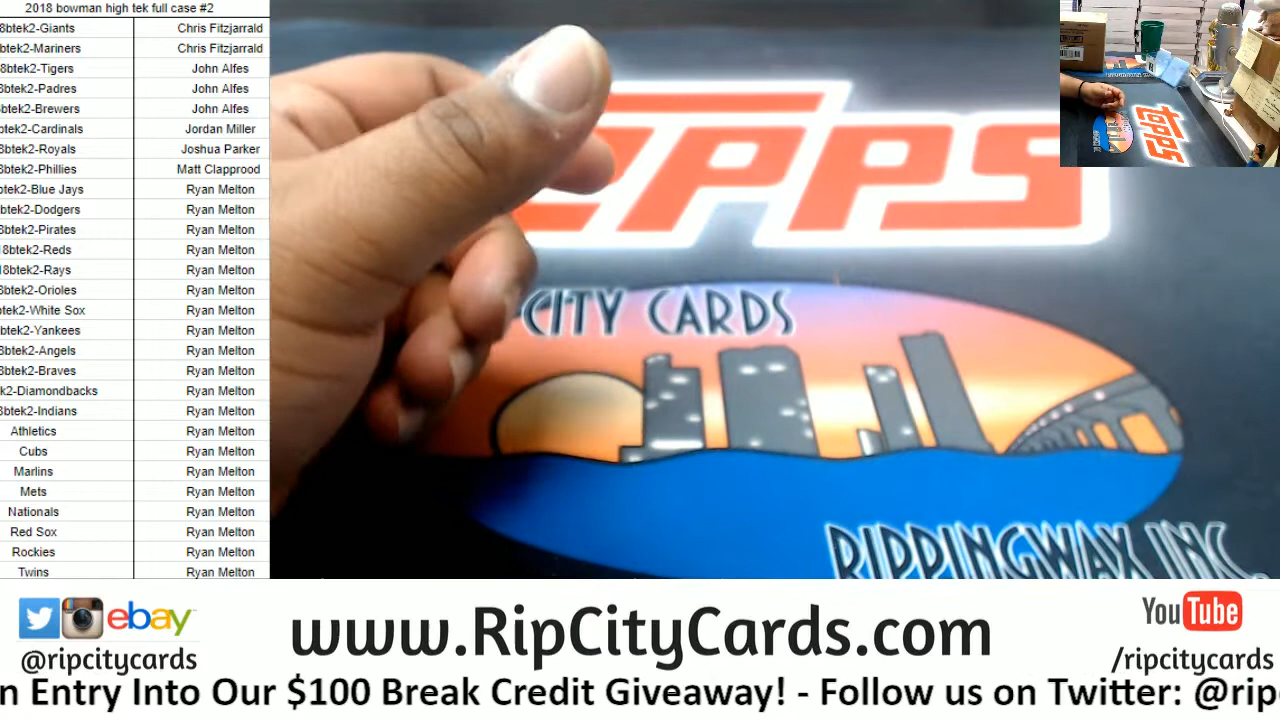 2018 bowman high tek full case #2
8btek2-Giants Chris Fitzjarrald
btek2-Mariners Chris Fitzjarrald
8btek2-Tigers John Alfes
8btek2-Padres John Alfes
btek2-Brewers John Alfes
btek2-Cardinals Jordan Miller
8btek2-Royals Joshua Parker
8btek2-Phillies Matt Clapprood
btek2-Blue Jays Ryan Melton
btek2-Dodgers Ryan Melton
8btek2-Pirates Ryan Melton
18btek2-Reds Ryan Melton
18btek2-Rays Ryan Melton
8btek2-Orioles Ryan Melton
btek2-White Sox Ryan Melton
btek2-Yankees Ryan Melton
8btek2-Angels Ryan Melton
8btek2-Braves Ryan Melton
k2-Diamondbacks Ryan Melton
8btek2-Indians Ryan Melton
Athletics Ryan Melton
Cubs Ryan Melton
Marlins Ryan Melton
Mets Ryan Melton
Nationals Ryan Melton
Red Sox Ryan Melton
Rockies Ryan Melton
Twins Ryan Melton
Topps
CITY CARDS
RIPPINGWAX INC.
Topps
ebay
@ripcitycards
www.RipCityCards.com
YouTube
/ripcitycards
n Entry Into Our $100 Break Credit Giveaway! - Follow us on Twitter: @rip